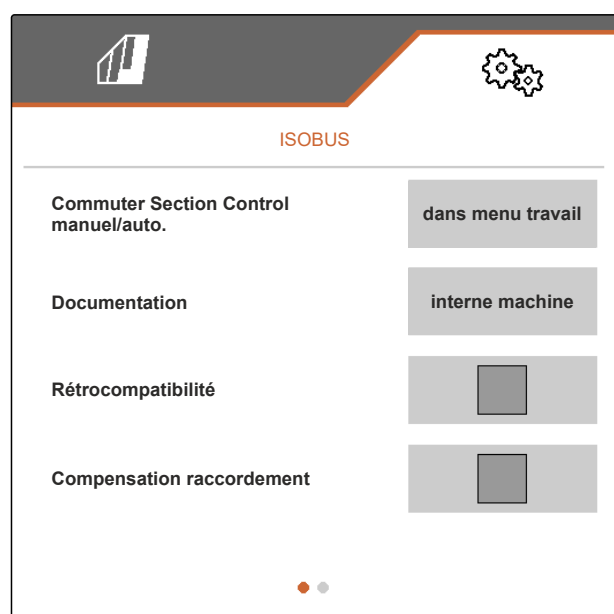 ISOBUS
Commuter Section Control
manuel/auto.
dans menu travail
Documentation
interne machine
Rétrocompatibilité
Compensation raccordement